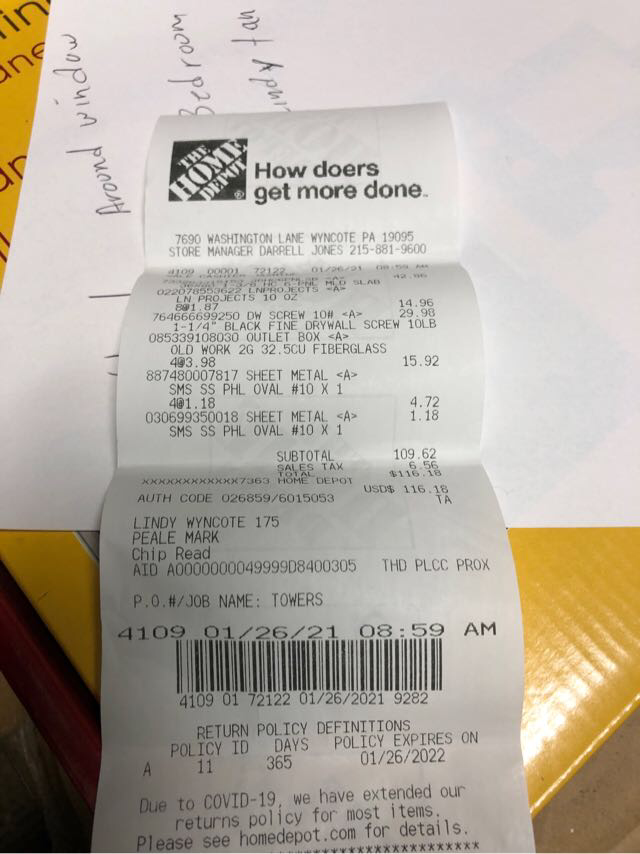 Around window
Bedroom
THE
HOME
DEPOT
How doers
get more done.
7690 WASHINGTON LANE WYNCOTE PA 19095
STORE MANAGER DARRELL JONES 215-881-9600
4109 00001 72122 01/26/21 08:59 AM
42.86
022078553622 LNPROJECTS <A>
LN PROJECTS 10 OZ
8@1.87 14.96
764666699250 DW SCREW 10# <A> 29.98
1-1/4" BLACK FINE DRYWALL SCREW 10LB
085339108030 OUTLET BOX <A>
OLD WORK 2G 32.5CU FIBERGLASS
4@3.98 15.92
887480007817 SHEET METAL <A>
SMS SS PHL OVAL #10 X 1
4@1.18 4.72
030699350018 SHEET METAL <A> 1.18
SMS SS PHL OVAL #10 X 1
SUBTOTAL 109.62
SALES TAX 6.56
TOTAL $116.18
XXXXXXXXXXXX7363 HOME DEPOT
USD$ 116.18
AUTH CODE 026859/6015053 TA
LINDY WYNCOTE 175
PEALE MARK
Chip Read
AID A0000000049999D8400305 THD PLCC PROX
P.O.#/JOB NAME: TOWERS
4109 01/26/21 08:59 AM
4109 01 72122 01/26/2021 9282
RETURN POLICY DEFINITIONS
POLICY ID DAYS POLICY EXPIRES ON
A 11 365 01/26/2022
Due to COVID-19, we have extended our
returns policy for most items.
Please see homedepot.com for details.